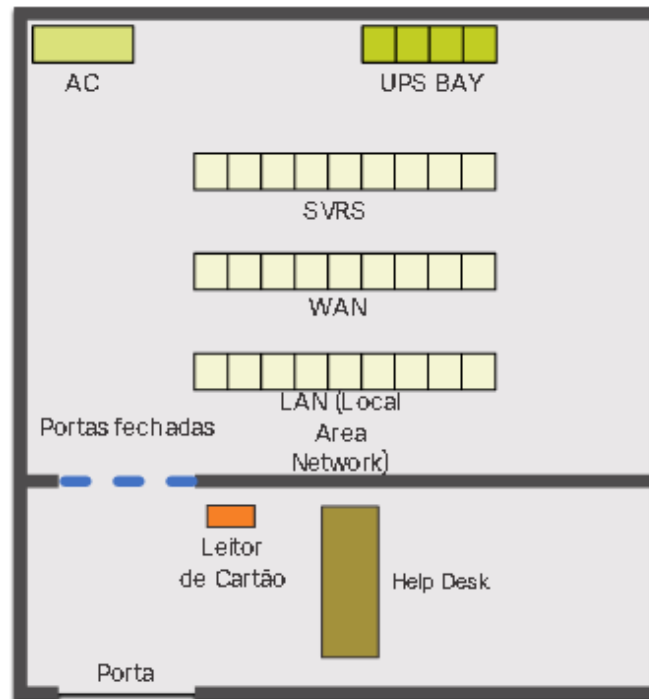 AC
UPS BAY
SVRS
WAN
LAN (Local
Area
Network)
Portas fechadas
Leitor
de Cartão
Help Desk
Porta